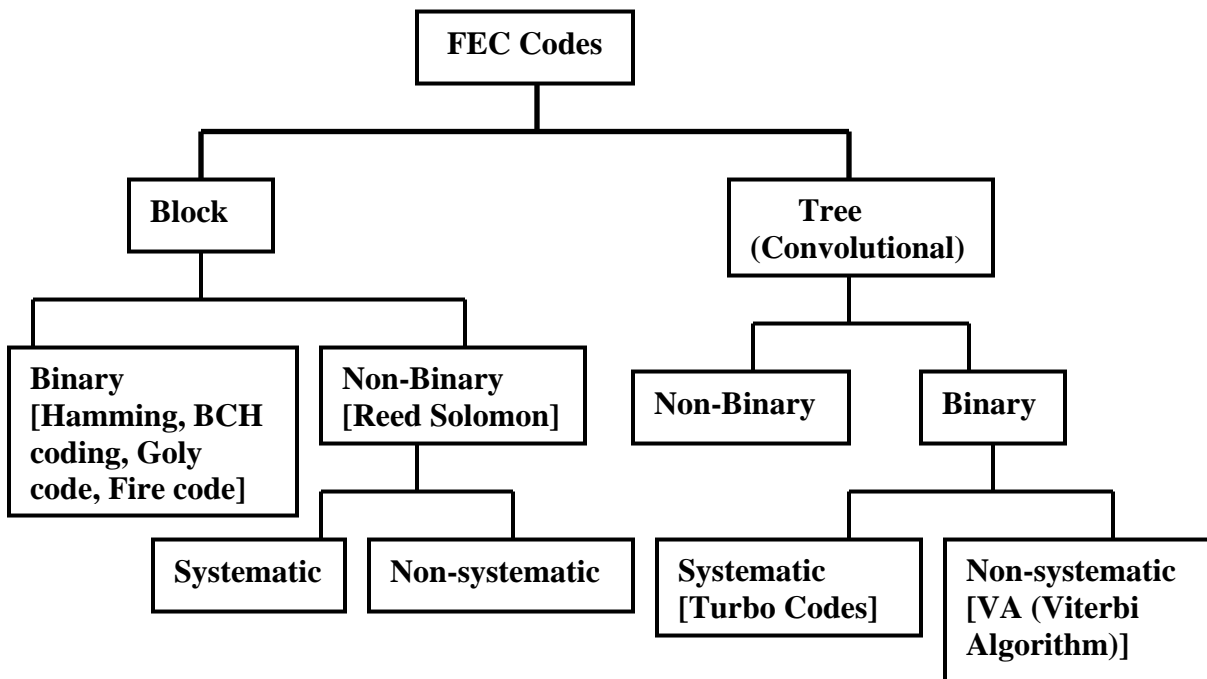 FEC Codes
Block
Tree
(Convolutional)
Binary
[Hamming, BCH
coding, Goly
code, Fire code]
Non-Binary
[Reed Solomon]
Non-Binary
Binary
Systematic
Non-systematic
Systematic
[Turbo Codes]
Non-systematic
[VA (Viterbi
Algorithm)]